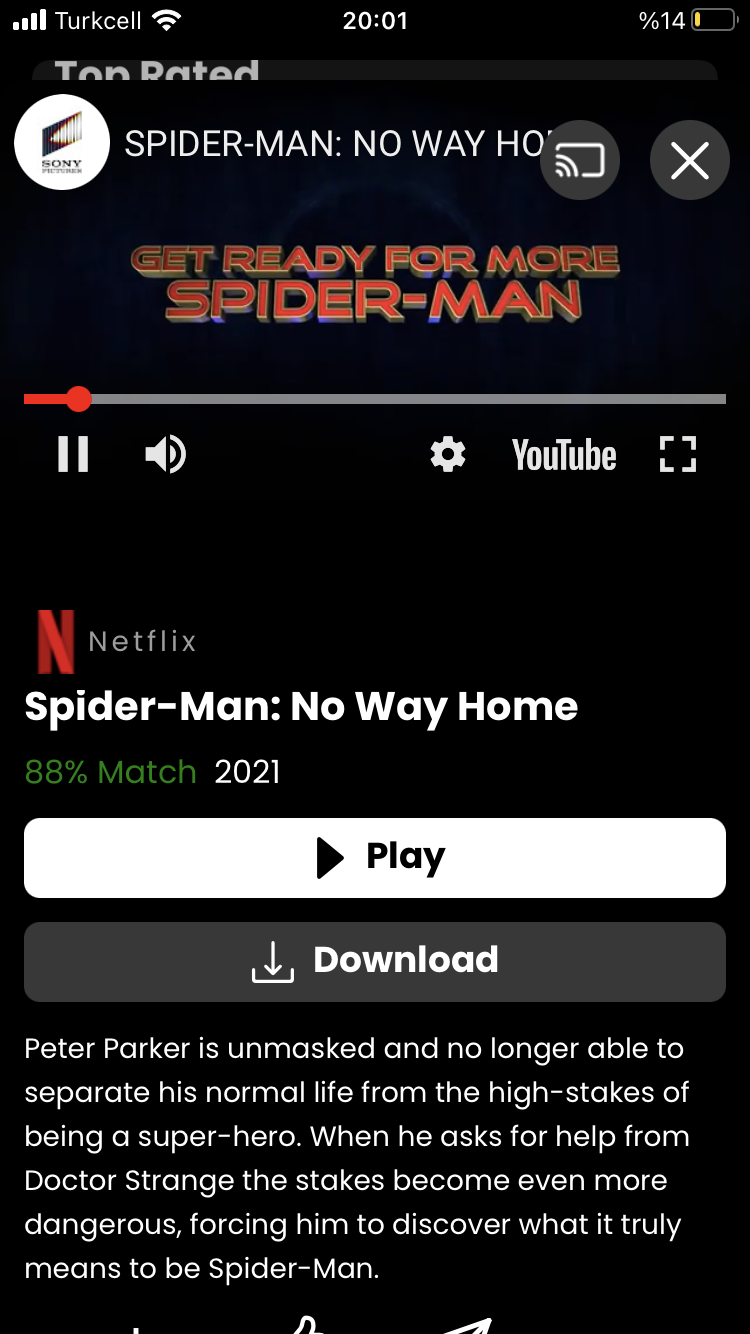 Turkcell 20:01 %14
Top Rated
SONY
PICTURES
SPIDER-MAN: NO WAY HO
GET READY FOR MORE
SPIDER-MAN
YouTube
Netflix
Spider-Man: No Way Home
88% Match 2021
Play
Download
Peter Parker is unmasked and no longer able to
separate his normal life from the high-stakes of
being a super-hero. When he asks for help from
Doctor Strange the stakes become even more
dangerous, forcing him to discover what it truly
means to be Spider-Man.